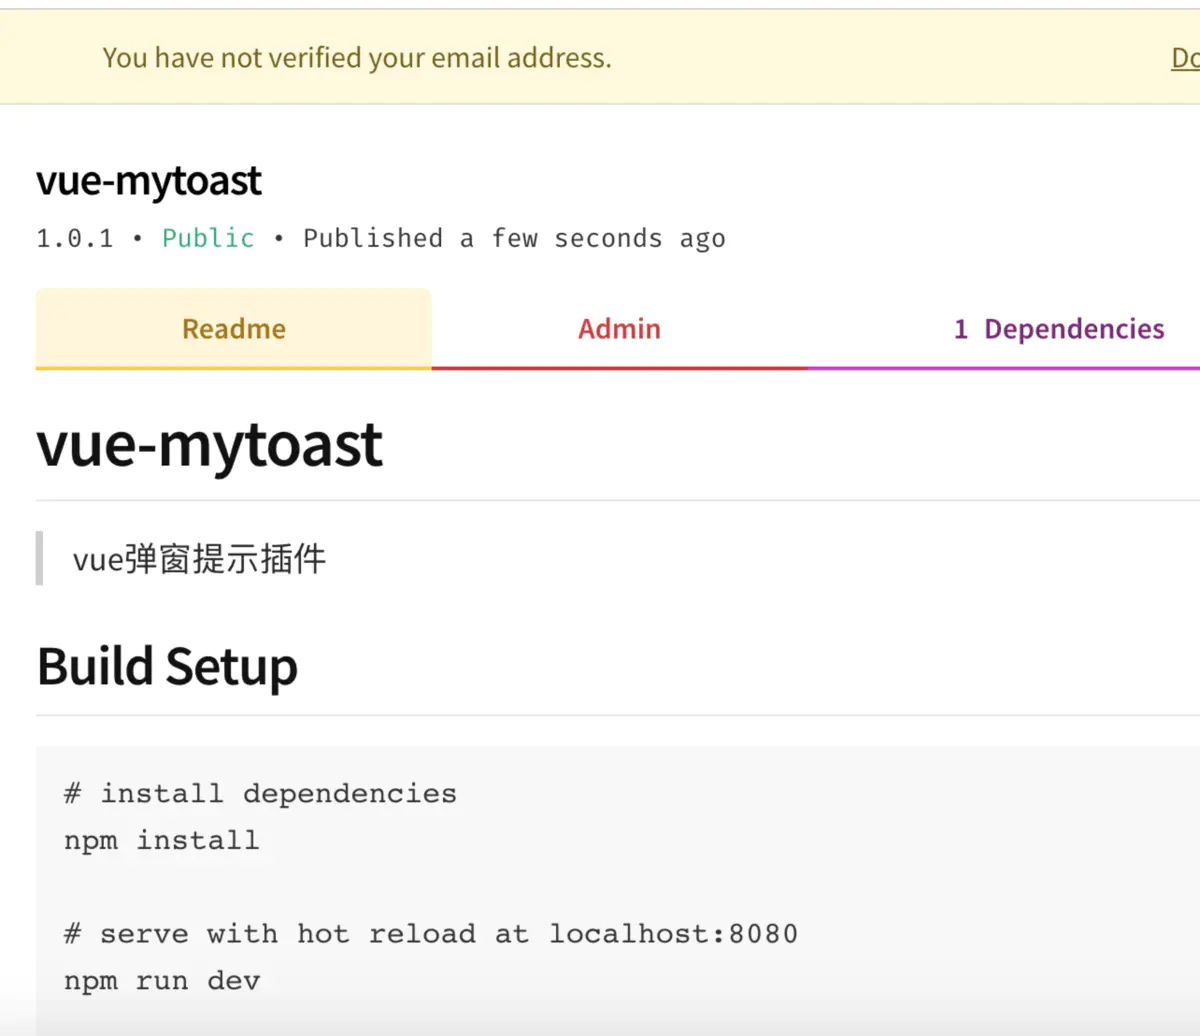 You have not verified your email address.
vue-mytoast
1.0.1 • Public • Published a few seconds ago
Readme
Admin
1 Dependencies
vue-mytoast
vue弹窗提示插件
Build Setup
# install dependencies
npm install
# serve with hot reload at localhost:8080
npm run dev